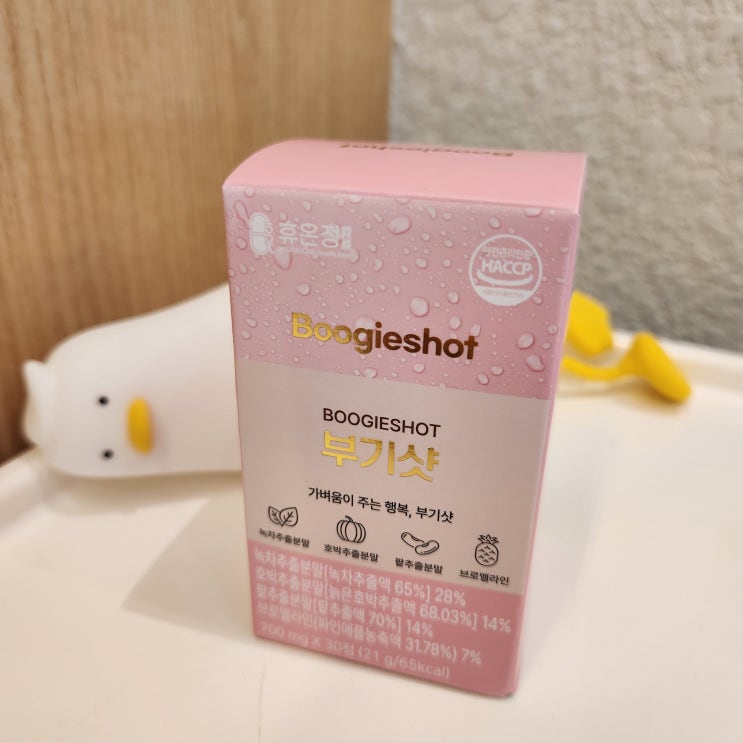 Boogieshot
휴온정
HACCP
Boogieshot
BOOGIESHOT
부기샷
가벼움이 주는 행복, 부기샷
녹차추출분말
호박추출분말
팥추출분말
브로멜라인
녹차추출분말[녹차추출액 65%] 28%
호박추출분말[늙은호박추출액 68.03%] 14%
팥추출분말[팥추출액 70%] 14%
브로멜라인(파인애플농축액 31.78%) 7%
700 mg X 30정 (21 g/65kcal)